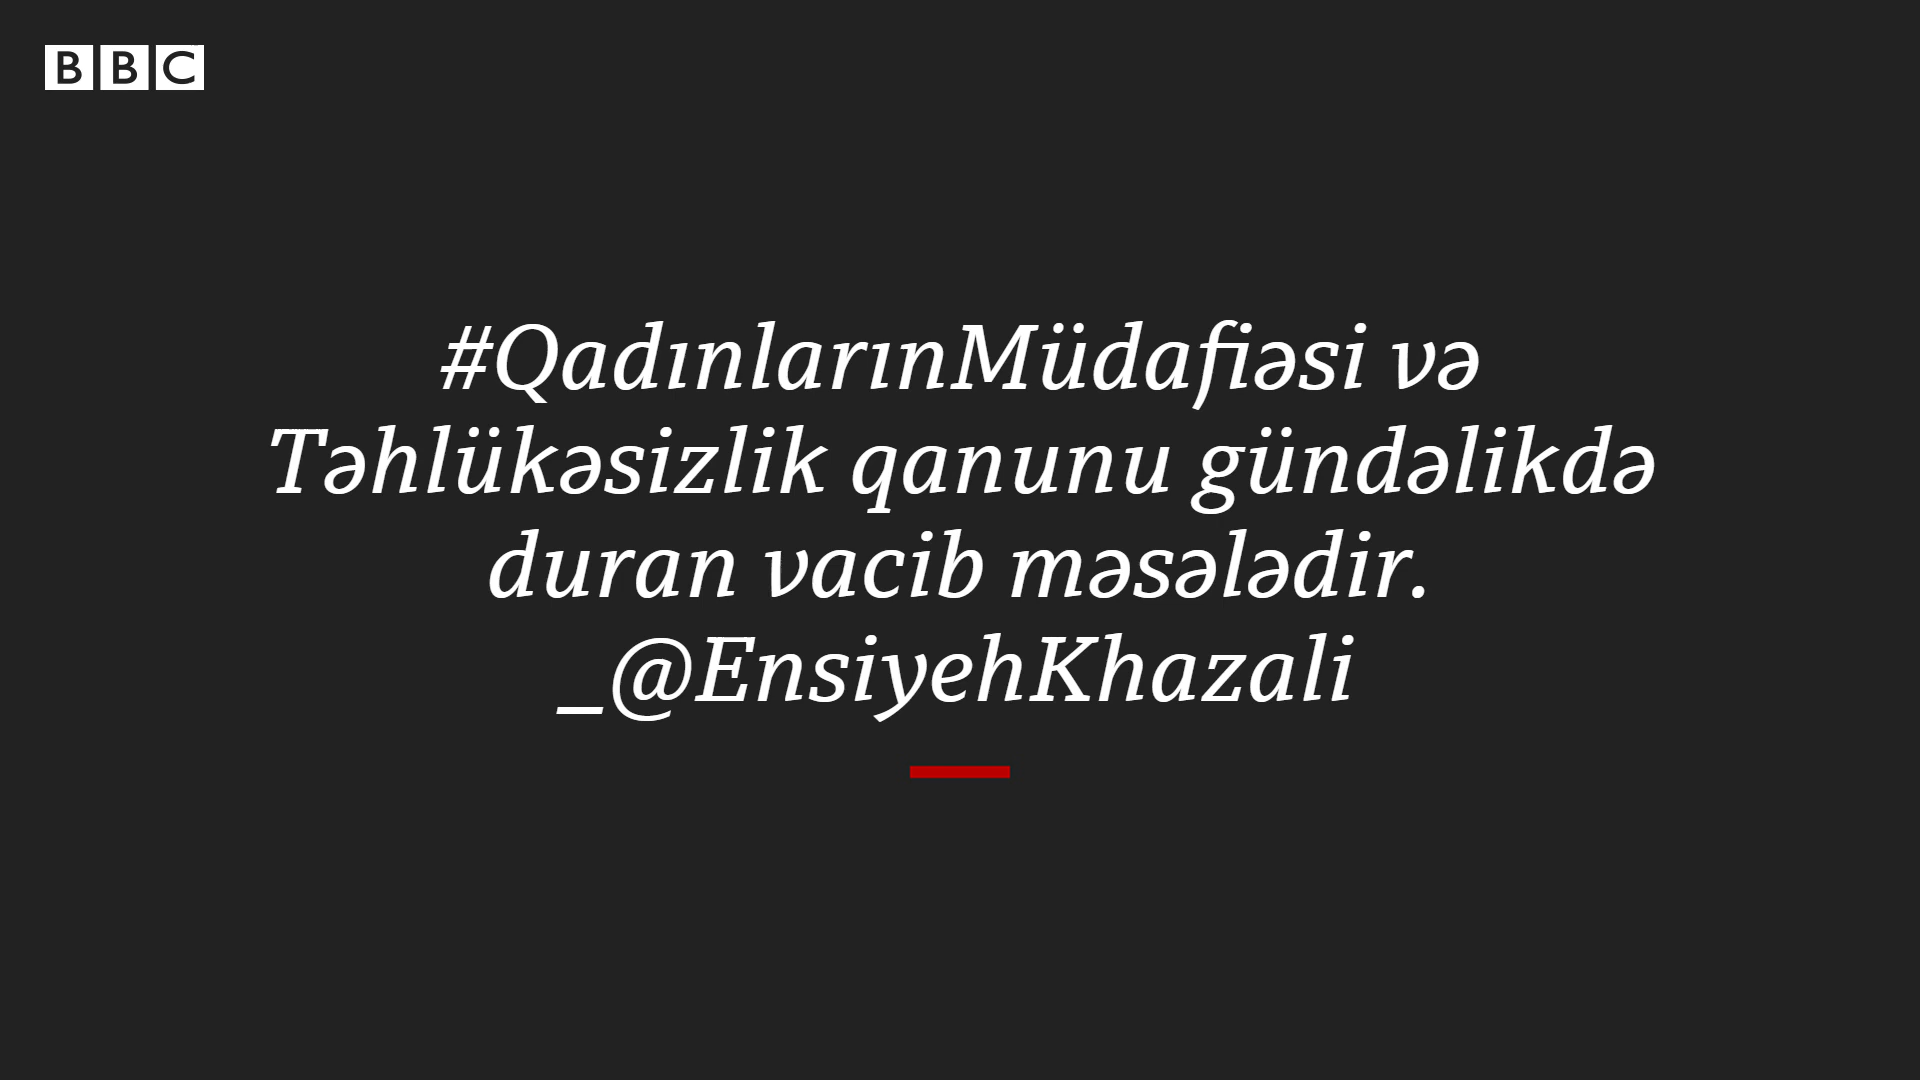 BBC
#QadınlarınMüdafiəsi və
Təhlükəsizlik qanunu gündəlikdə
duran vacib məsələdir.
_@EnsiyehKhazali